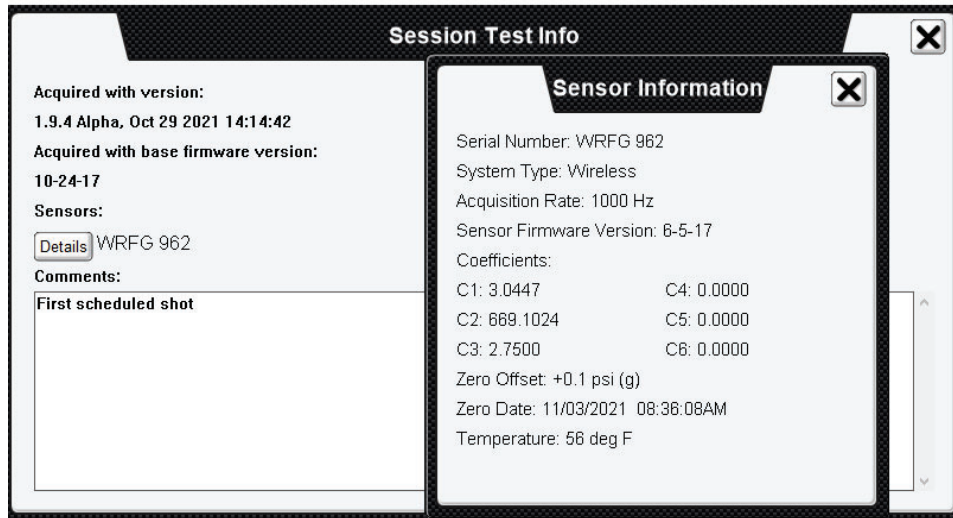 Session Test Info
Acquired with version:
1.9.4 Alpha, Oct 29 2021 14:14:42
Acquired with base firmware version:
10-24-17
Sensors:
Details WRFG 962
Comments:
First scheduled shot
Sensor Information
Serial Number: WRFG 962
System Type: Wireless
Acquisition Rate: 1000 Hz
Sensor Firmware Version: 6-5-17
Coefficients:
C1: 3.0447 C4: 0.0000
C2: 669.1024 C5: 0.0000
C3: 2.7500 C6: 0.0000
Zero Offset: +0.1 psi (g)
Zero Date: 11/03/2021 08:36:08AM
Temperature: 56 deg F